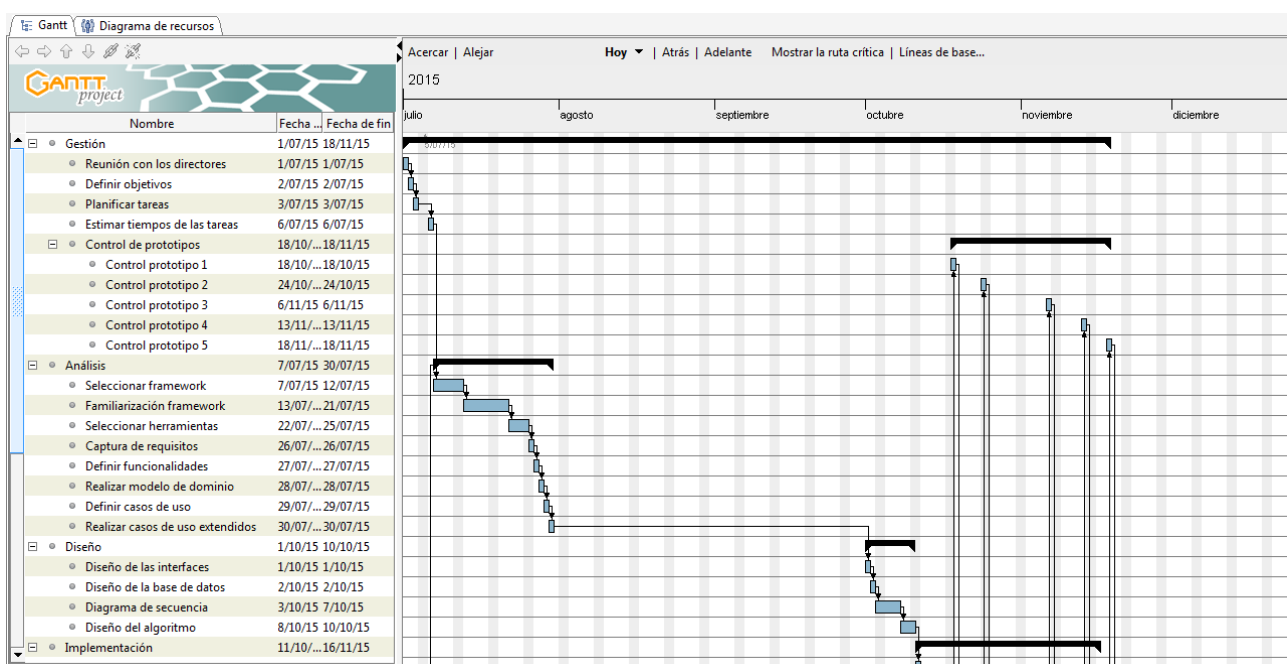 Gantt Diagrama de recursos
Acercar | Alejar Hoy | Atrás | Adelante Mostrar la ruta crítica | Líneas de base...
GANTT project
2015
Nombre Fecha ... Fecha de fin
julio agosto septiembre octubre noviembre diciembre
Gestión 1/07/15 18/11/15
5/07/15
Reunión con los directores 1/07/15 1/07/15
Definir objetivos 2/07/15 2/07/15
Planificar tareas 3/07/15 3/07/15
Estimar tiempos de las tareas 6/07/15 6/07/15
Control de prototipos 18/10/... 18/11/15
Control prototipo 1 18/10/... 18/10/15
Control prototipo 2 24/10/... 24/10/15
Control prototipo 3 6/11/15 6/11/15
Control prototipo 4 13/11/... 13/11/15
Control prototipo 5 18/11/... 18/11/15
Análisis 7/07/15 30/07/15
Seleccionar framework 7/07/15 12/07/15
Familiarización framework 13/07/... 21/07/15
Seleccionar herramientas 22/07/... 25/07/15
Captura de requisitos 26/07/... 26/07/15
Definir funcionalidades 27/07/... 27/07/15
Realizar modelo de dominio 28/07/... 28/07/15
Definir casos de uso 29/07/... 29/07/15
Realizar casos de uso extendidos 30/07/... 30/07/15
Diseño 1/10/15 10/10/15
Diseño de las interfaces 1/10/15 1/10/15
Diseño de la base de datos 2/10/15 2/10/15
Diagrama de secuencia 3/10/15 7/10/15
Diseño del algoritmo 8/10/15 10/10/15
Implementación 11/10/... 16/11/15